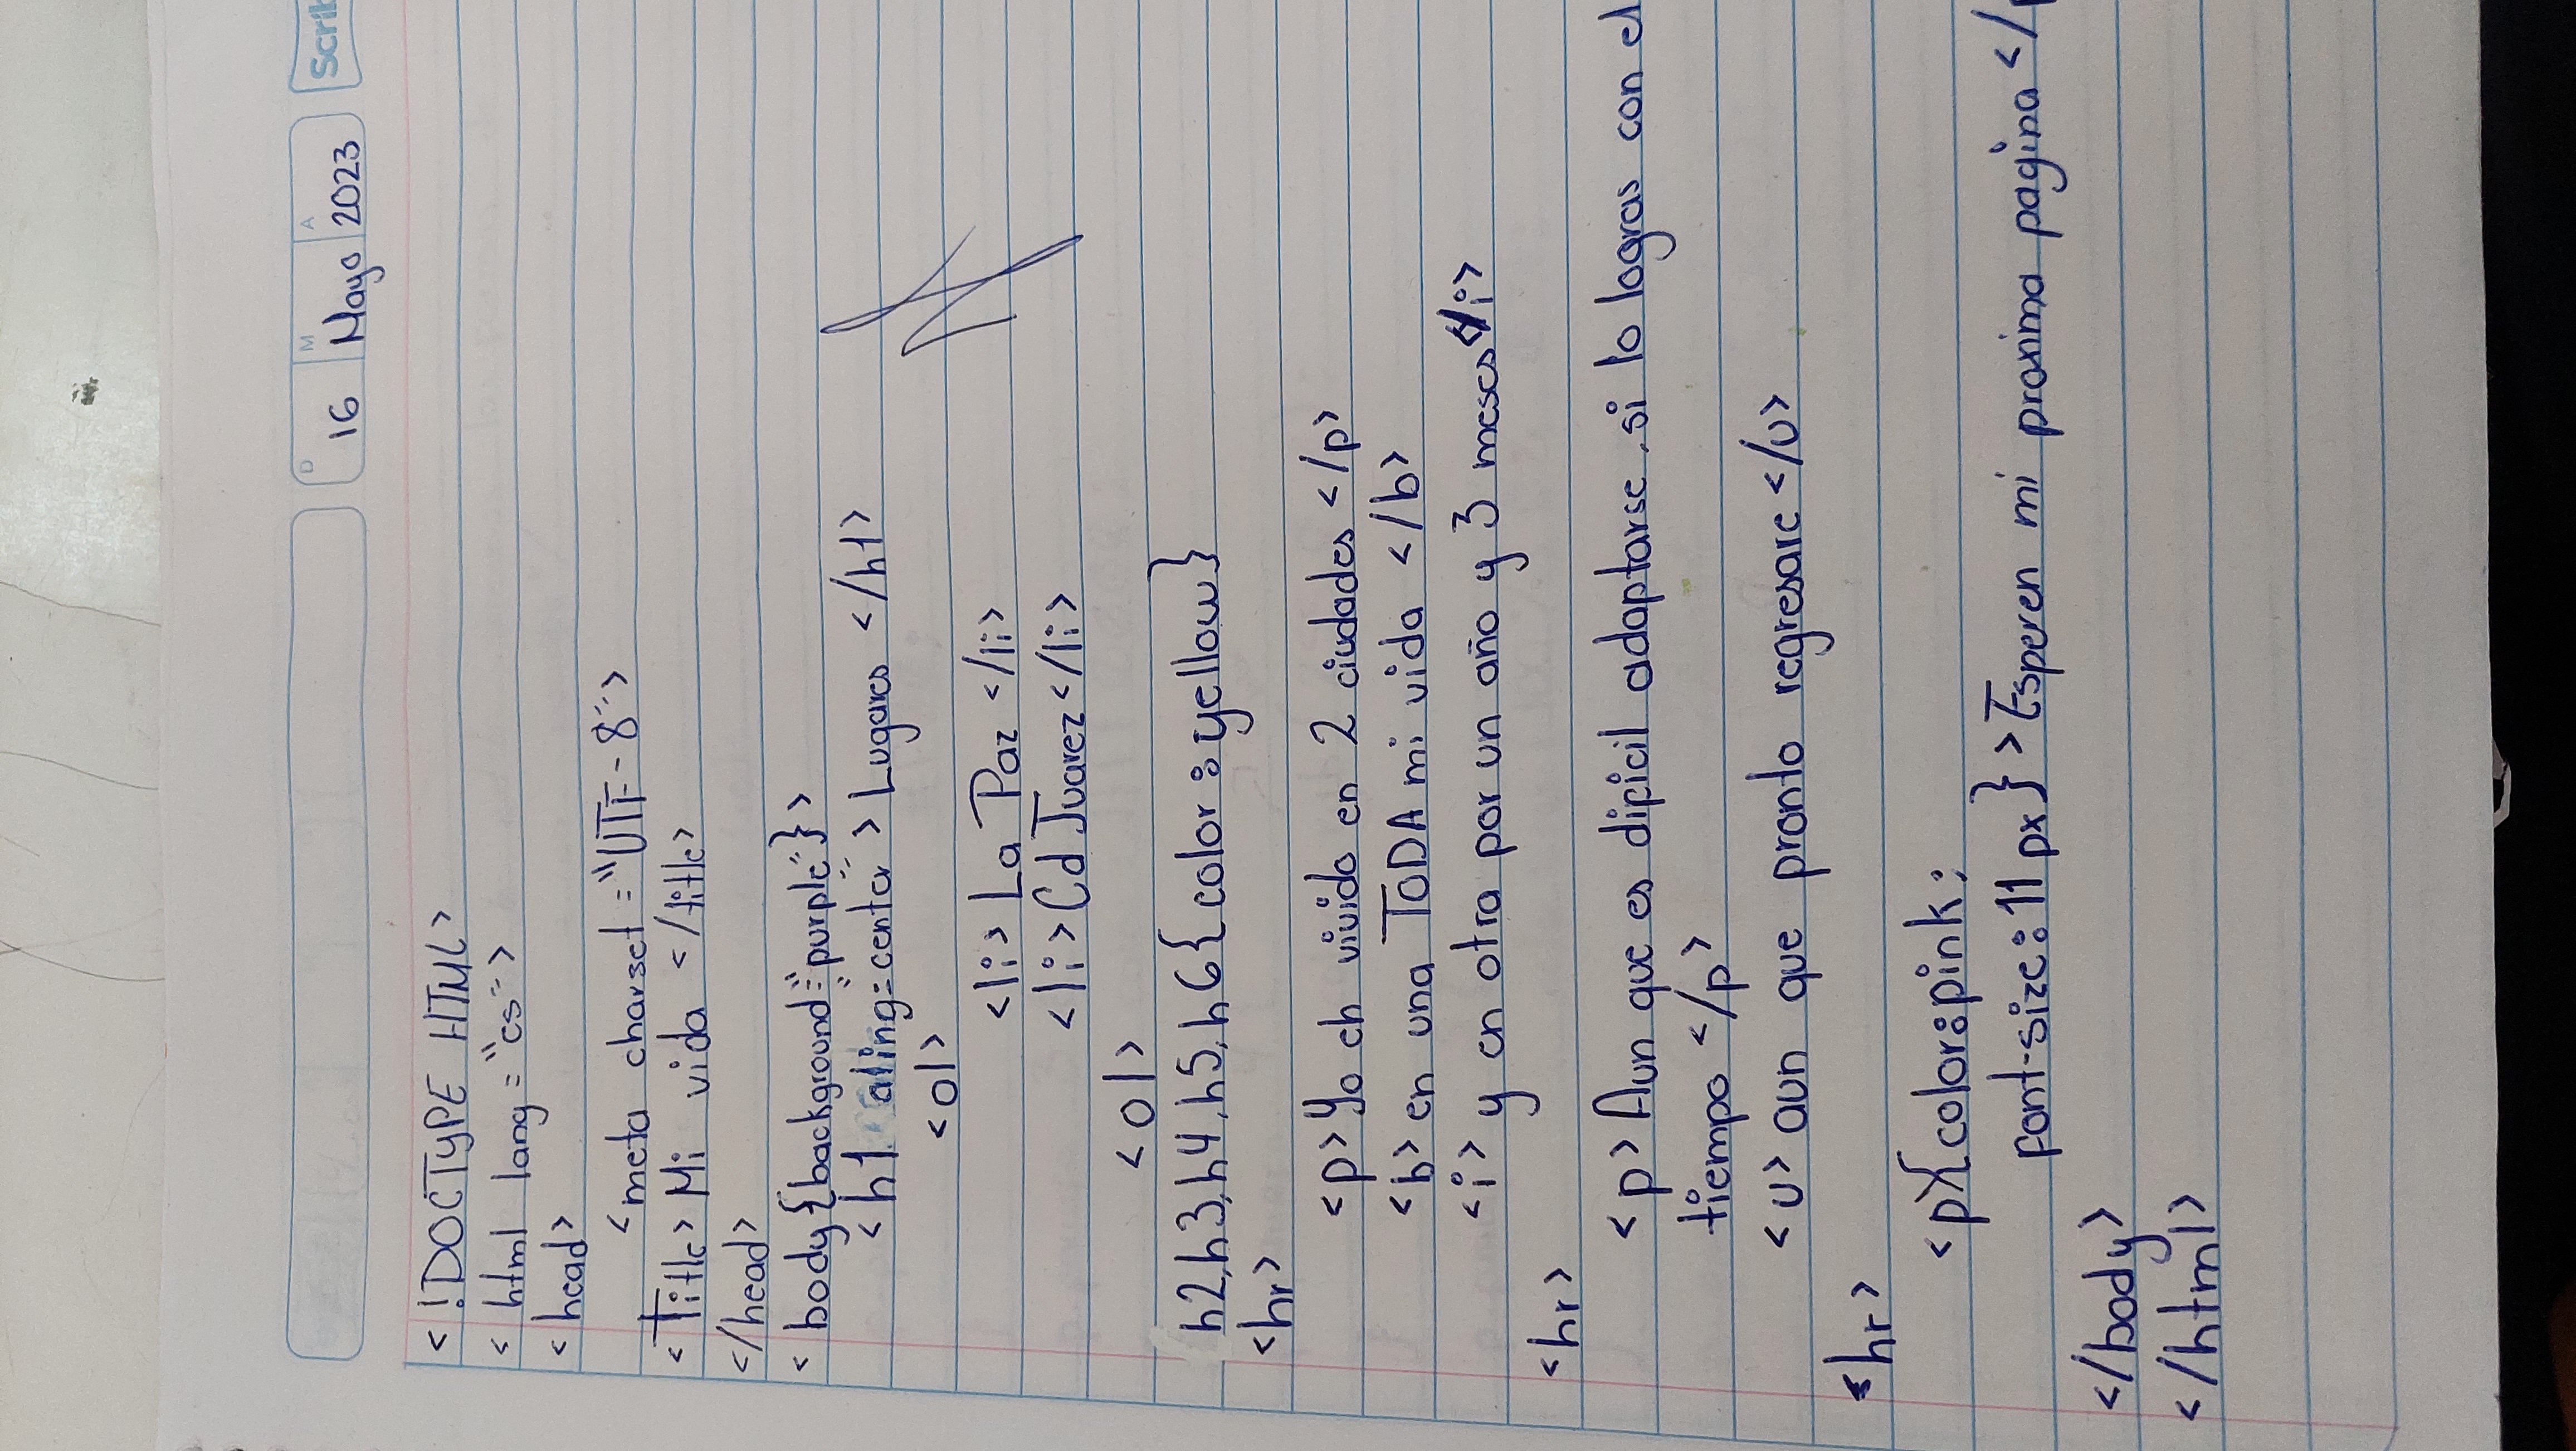 D 16 M Mayo A 2023 Scri
<!DOCTYPE HTML>
<html lang="es">
<head>
<meta charset="UTF-8">
<Title> Mi vida </title>
</head>
<body{background:"purple"}>
<h1 aling="center"> Lugares </h1>
<ol>
<li> La Paz </li>
<li> Cd Juarez </li>
<ol>
h2,h3,h4,h5,h6{color:yellow}
<hr>
<p> Yo eh vivido en 2 ciudades </p>
<b> en una TODA mi vida </b>
<i> y en otra por un año y 3 meses </i>
<hr>
<p> Aun que es dificil adaptarse, si lo logras con el
tiempo </p>
<u> aun que pronto regresare </u>
<hr>
<p>{color:pink;
font-size:11px}> Esperen mi proxima pagina </
</body>
</html>